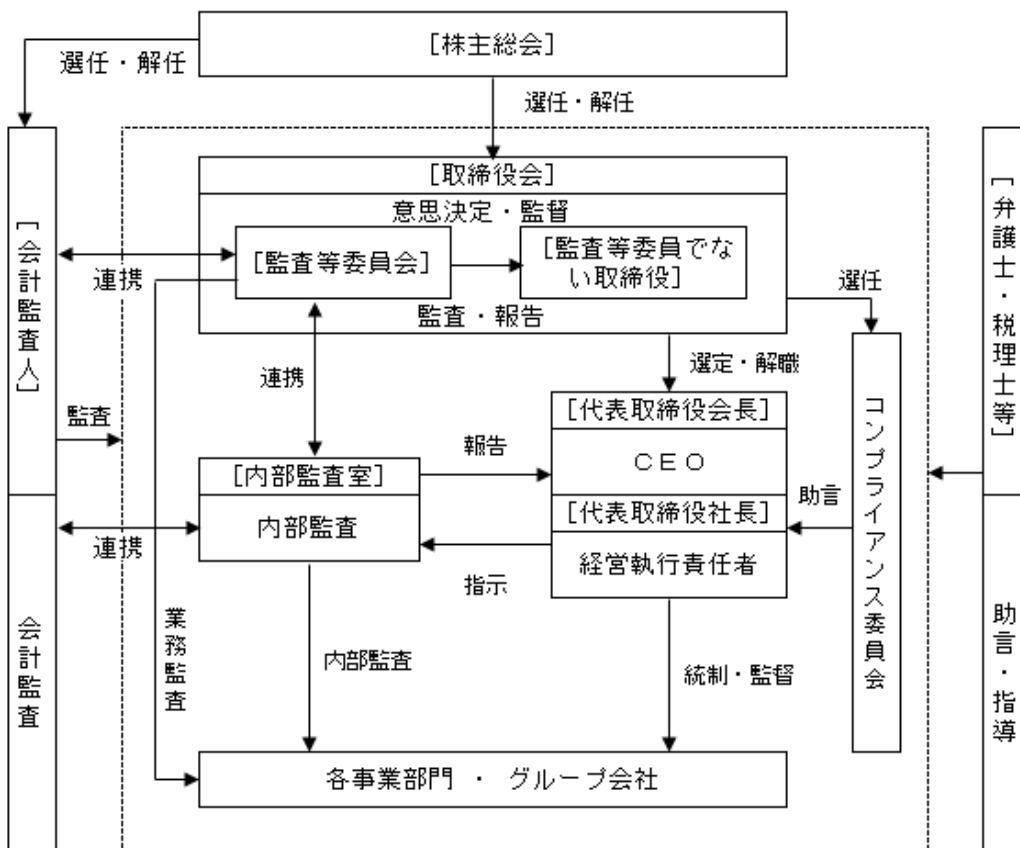 [株主総会]
選任・解任
選任・解任
[会計監査人]
会計監査
[取締役会]
意思決定・監督
[監査等委員会]
[監査等委員でな
い取締役]
監査・報告
連携
選任
選定・解職
連携
監査
[代表取締役会長]
CEO
[代表取締役社長]
経営執行責任者
報告
[内部監査室]
内部監査
連携
指示
助言
コンプライアンス委員会
[弁護士・税理士等]
助言・指導
業務監査
内部監査
統制・監督
各事業部門 ・ グループ会社